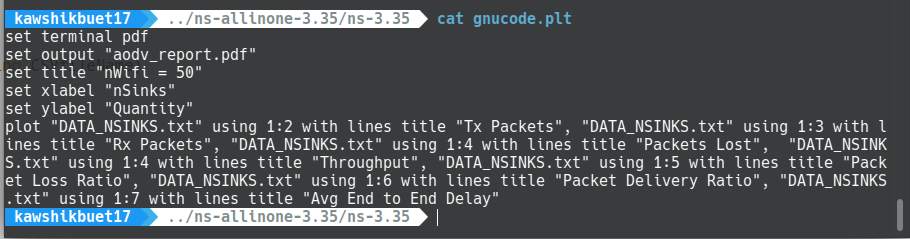 kawshikbuet17 ../ns-allinone-3.35/ns-3.35 cat gnucode.plt
set terminal pdf
set output "aodv_report.pdf"
set title "nWifi = 50"
set xlabel "nSinks"
set ylabel "Quantity"
plot "DATA_NSINKS.txt" using 1:2 with lines title "Tx Packets", "DATA_NSINKS.txt" using 1:3 with l
ines title "Rx Packets", "DATA_NSINKS.txt" using 1:4 with lines title "Packets Lost",  "DATA_NSINK
S.txt" using 1:4 with lines title "Throughput", "DATA_NSINKS.txt" using 1:5 with lines title "Pack
et Loss Ratio", "DATA_NSINKS.txt" using 1:6 with lines title "Packet Delivery Ratio", "DATA_NSINKS
.txt" using 1:7 with lines title "Avg End to End Delay"
kawshikbuet17 ../ns-allinone-3.35/ns-3.35